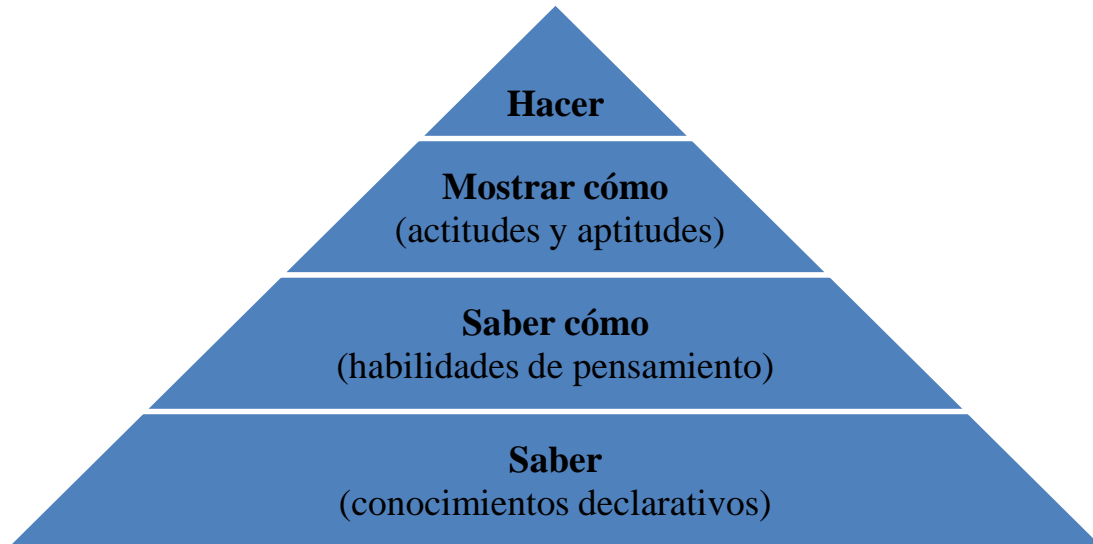 Hacer
Mostrar cómo
(actitudes y aptitudes)
Saber cómo
(habilidades de pensamiento)
Saber
(conocimientos declarativos)